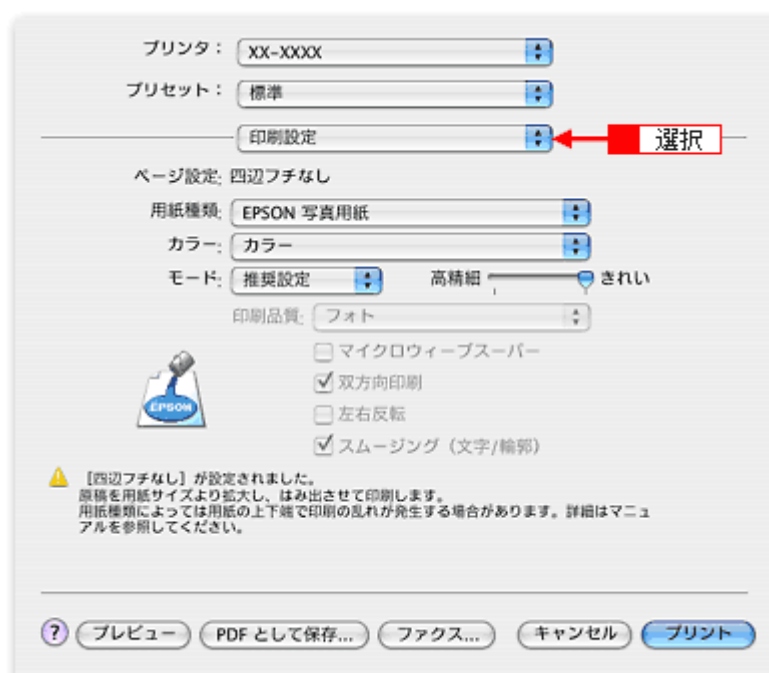 プリンタ： XX-XXXX
プリセット： 標準
印刷設定 選択
ページ設定: 四辺フチなし
用紙種類: EPSON 写真用紙
カラー: カラー
モード: 推奨設定 高精細 きれい
印刷品質: フォト
マイクロウィーブスーパー
双方向印刷
左右反転
スムージング（文字/輪郭）
EPSON
［四辺フチなし］が設定されました。
原稿を用紙サイズより拡大し、はみ出させて印刷します。
用紙種類によっては用紙の上下端で印刷の乱れが発生する場合があります。詳細はマニュ
アルを参照してください。
? プレビュー PDF として保存... ファクス... キャンセル プリント